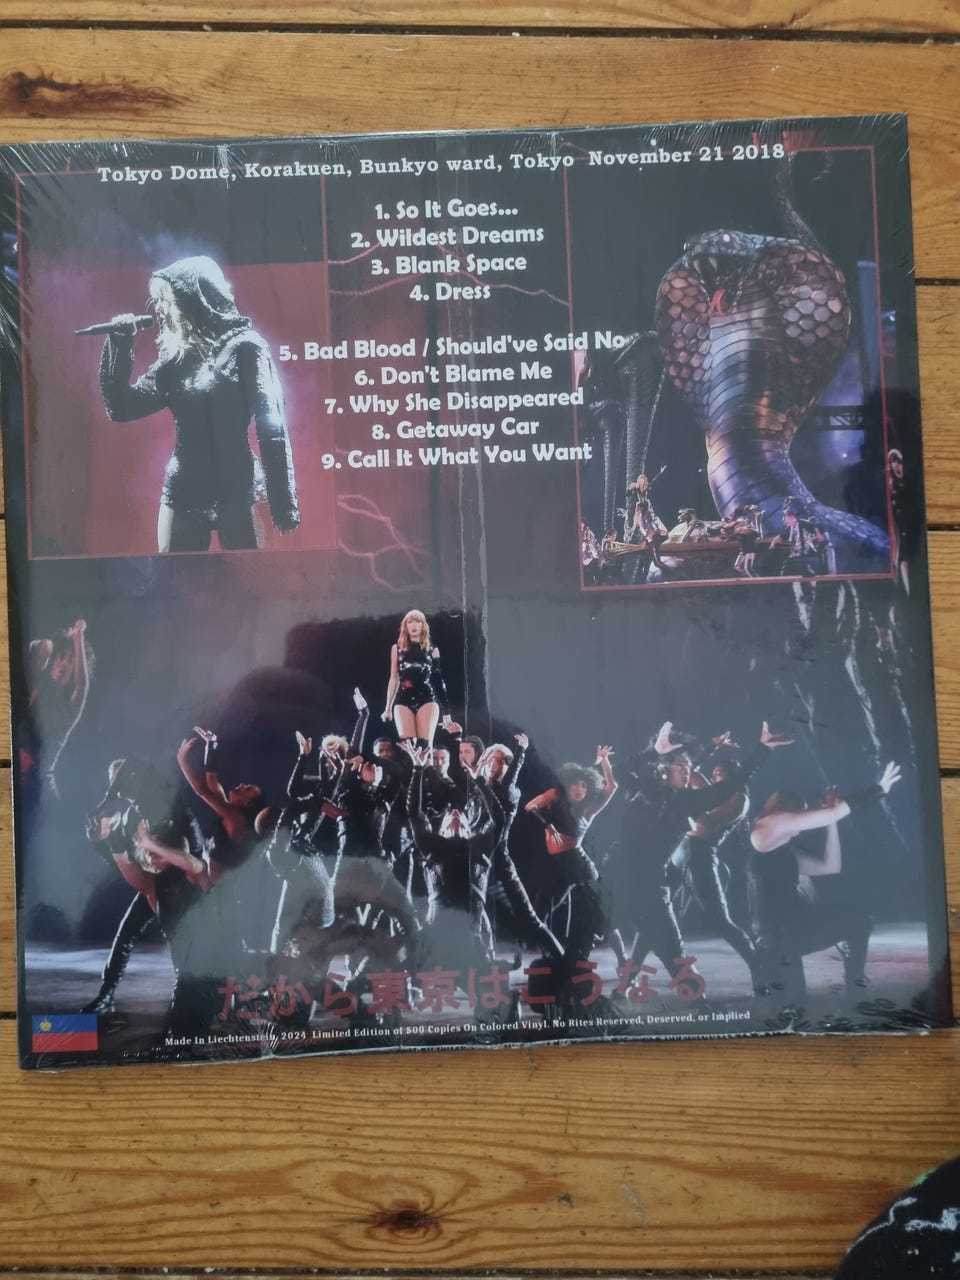 Tokyo Dome, Korakuen, Bunkyo ward, Tokyo November 21 2018
1. So It Goes...
2. Wildest Dreams
3. Blank Space
4. Dress
5. Bad Blood / Should've Said No
6. Don't Blame Me
7. Why She Disappeared
8. Getaway Car
9. Call It What You Want
だから東京はこうなる
Made In Liechtenstein, 2024 Limited Edition of 500 Copies On Colored Vinyl. No Rites Reserved, Deserved, or Implied